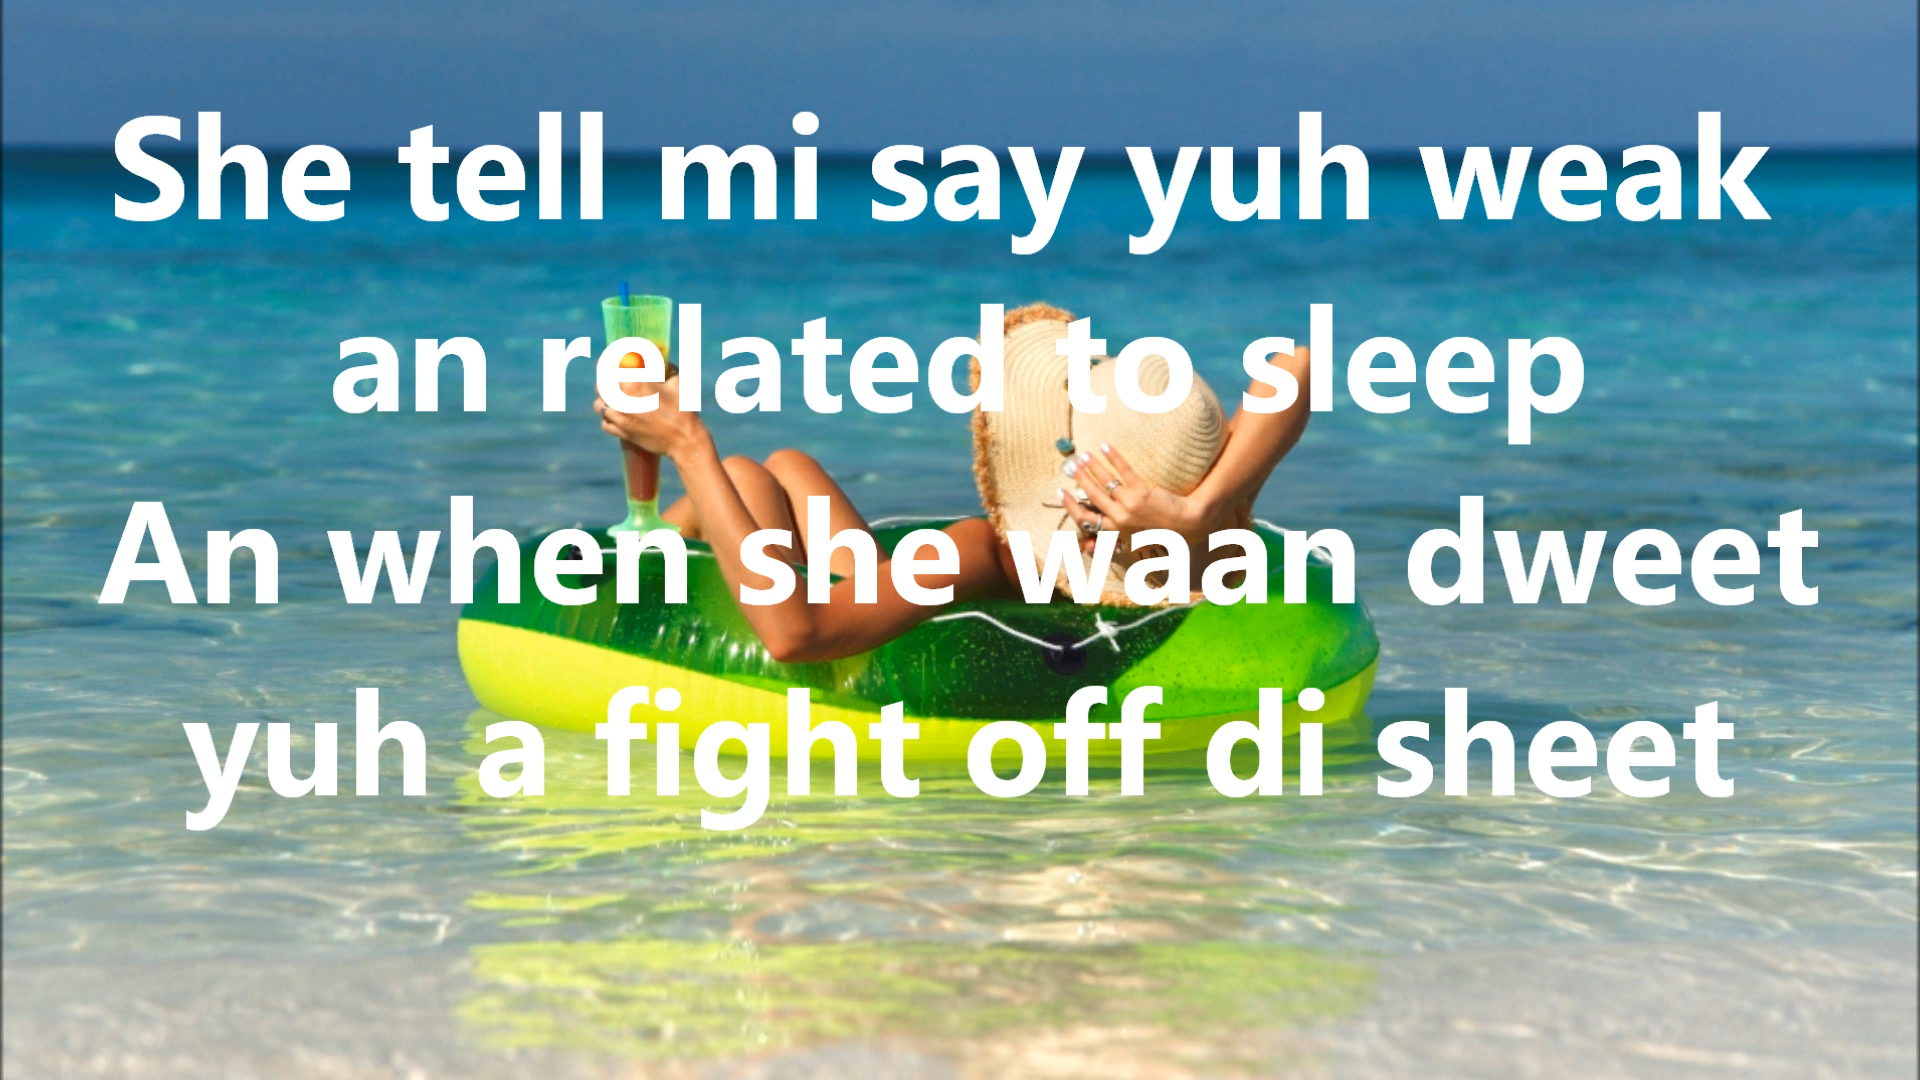 She tell mi say yuh weak
an related to sleep
An when she waan dweet
yuh a fight off di sheet